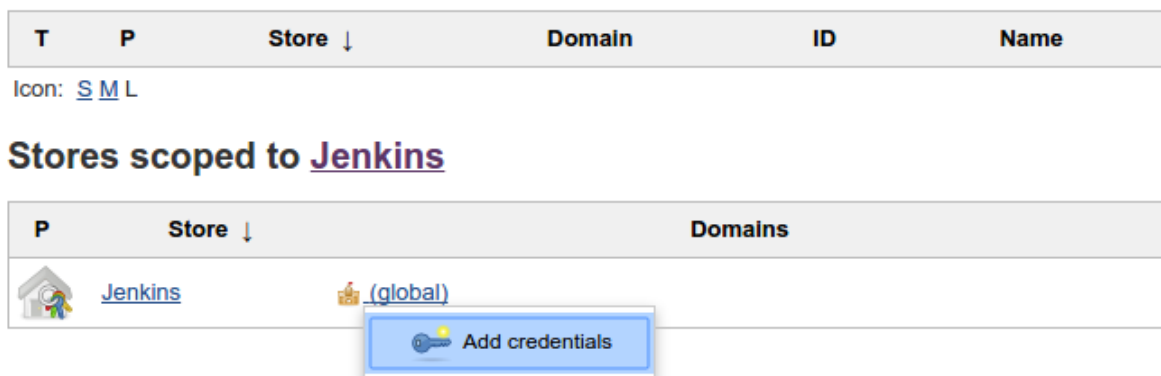 T P Store ↓ Domain ID Name
Icon: S M L
Stores scoped to Jenkins
P Store ↓ Domains
Jenkins (global)
Add credentials